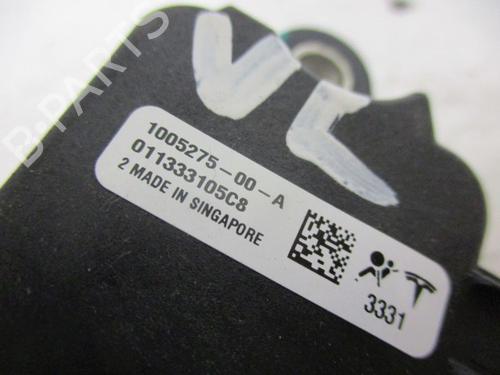 B-PARTS
VL
1005275-00-A
011333105C8
2 MADE IN SINGAPORE
3331